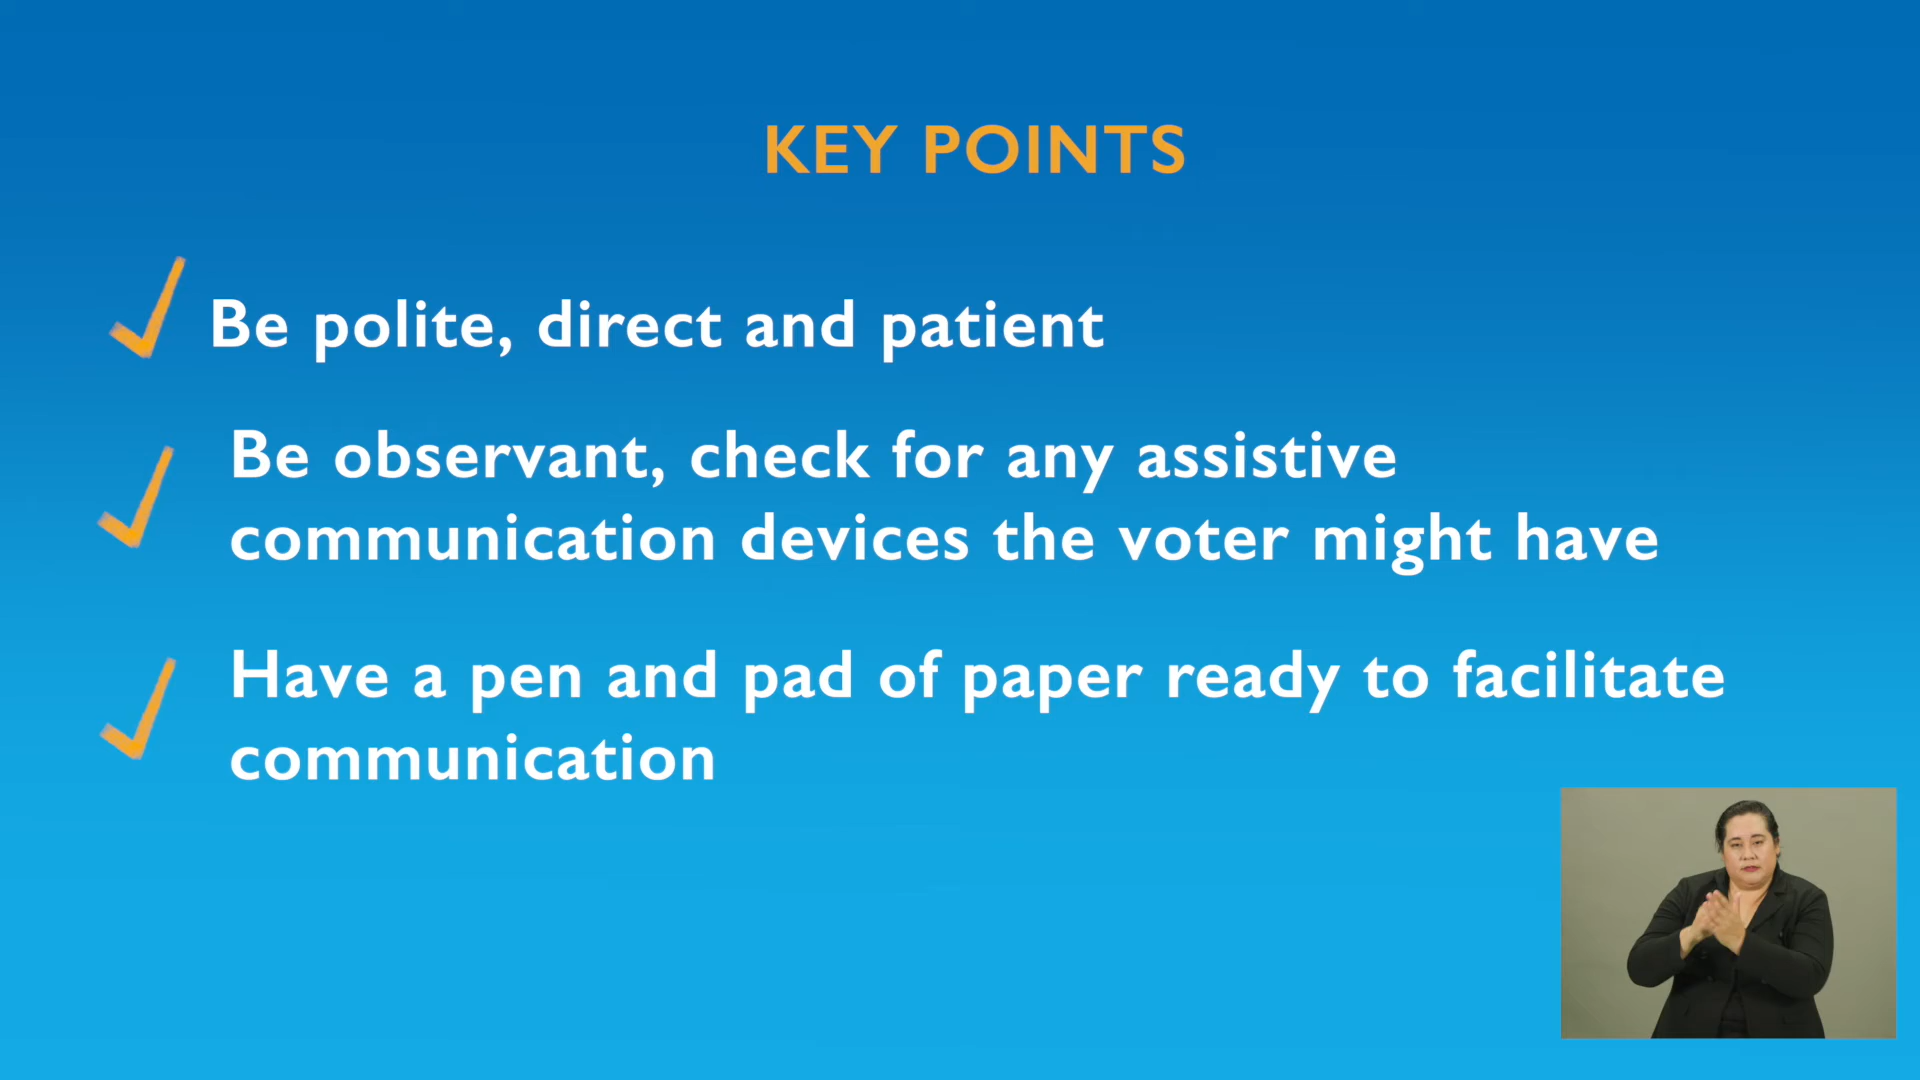 KEY POINTS
Be polite, direct and patient
Be observant, check for any assistive
communication devices the voter might have
Have a pen and pad of paper ready to facilitate
communication